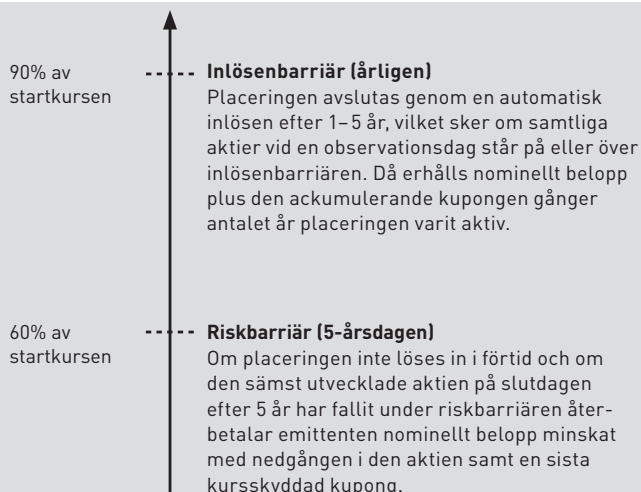 90% av
startkursen
Inlösenbarriär (årligen)
Placeringen avslutas genom en automatisk
inlösen efter 1–5 år, vilket sker om samtliga
aktier vid en observationsdag står på eller över
inlösenbarriären. Då erhålls nominellt belopp
plus den ackumulerande kupongen gånger
antalet år placeringen varit aktiv.
60% av
startkursen
Riskbarriär (5-årsdagen)
Om placeringen inte löses in i förtid och om
den sämst utvecklade aktien på slutdagen
efter 5 år har fallit under riskbarriären åter-
betalar emittenten nominellt belopp minskat
med nedgången i den aktien samt en sista
kursskyddad kupong.